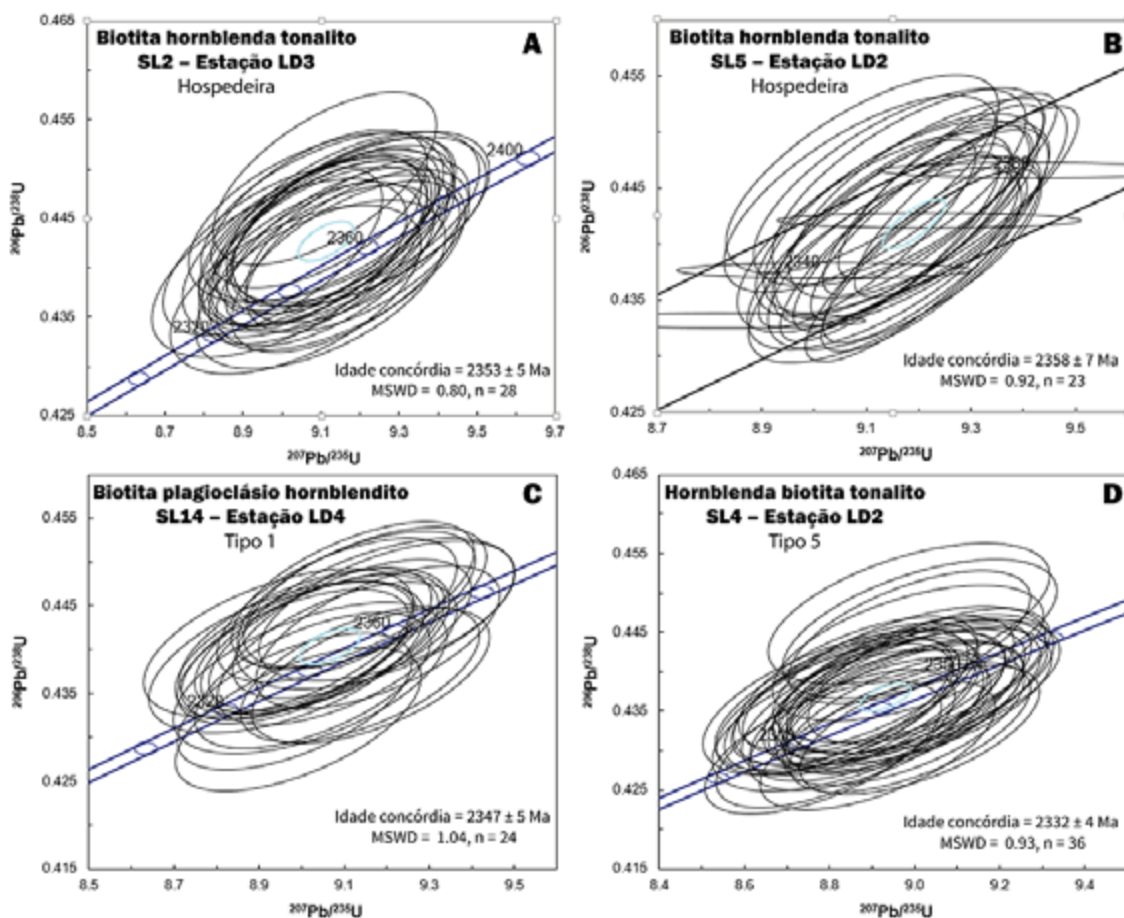 0.465
Biotita hornblenda tonalito
A
SL2 – Estação LD3
Hospedeira
0.455
2400
0.445
2360
0.435
2320
Idade concórdia = 2353 ± 5 Ma
MSWD = 0.80, n = 28
0.425
8.5 8.7 8.9 9.1 9.3 9.5 9.7
²⁰⁶Pb/²³⁸U
²⁰⁷Pb/²³⁵U
Biotita hornblenda tonalito
B
SL5 – Estação LD2
Hospedeira
0.455
0.445
2340
0.435
Idade concórdia = 2358 ± 7 Ma
MSWD = 0.92, n = 23
0.425
8.7 8.9 9.1 9.3 9.5
²⁰⁶Pb/²³⁸U
²⁰⁷Pb/²³⁵U
Biotita plagioclásio hornblendito
C
SL14 – Estação LD4
Tipo 1
0.455
0.445
2360
0.435
0.425
Idade concórdia = 2347 ± 5 Ma
MSWD = 1.04, n = 24
0.415
8.5 8.7 8.9 9.1 9.3 9.5
²⁰⁶Pb/²³⁸U
²⁰⁷Pb/²³⁵U
0.465
Hornblenda biotita tonalito
D
SL4 – Estação LD2
Tipo 5
0.455
0.445
0.435
0.425
Idade concórdia = 2332 ± 4 Ma
MSWD = 0.93, n = 36
0.415
8.4 8.6 8.8 9.0 9.2 9.4
²⁰⁶Pb/²³⁸U
²⁰⁷Pb/²³⁵U